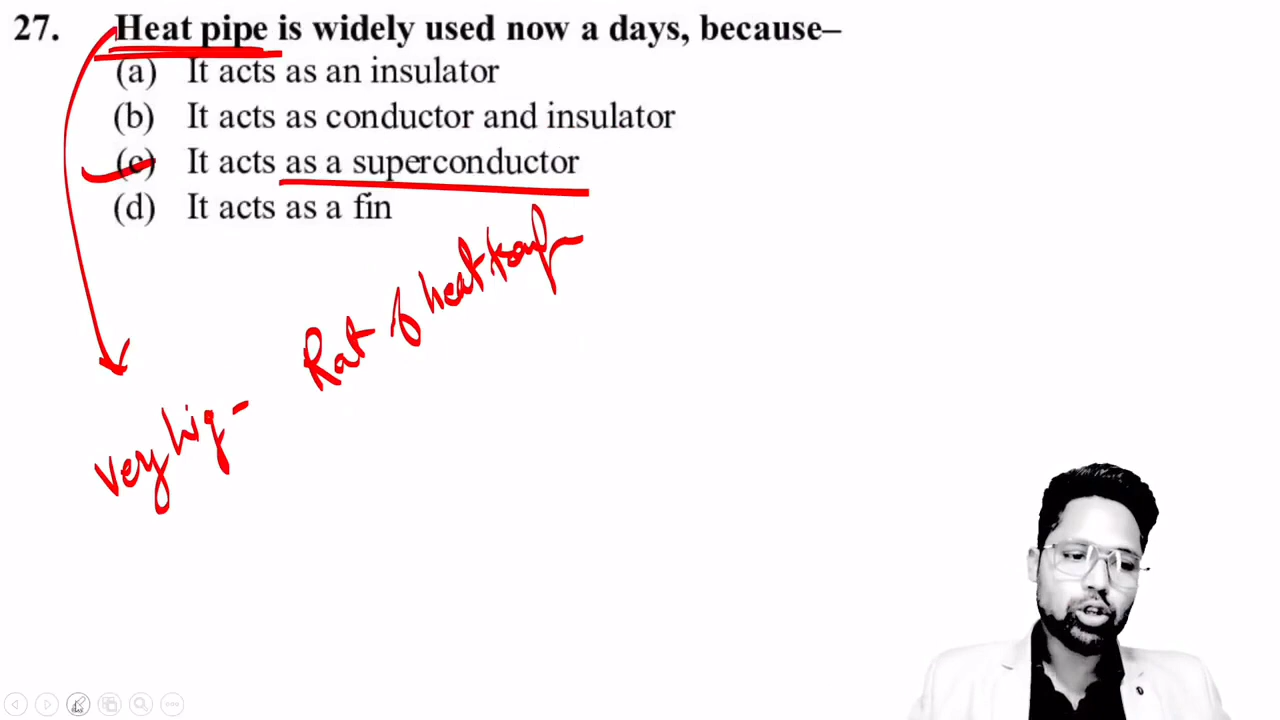 27. Heat pipe is widely used now a days, because–
(a) It acts as an insulator
(b) It acts as conductor and insulator
(c) It acts as a superconductor
(d) It acts as a fin
Rat of heat
Very hig